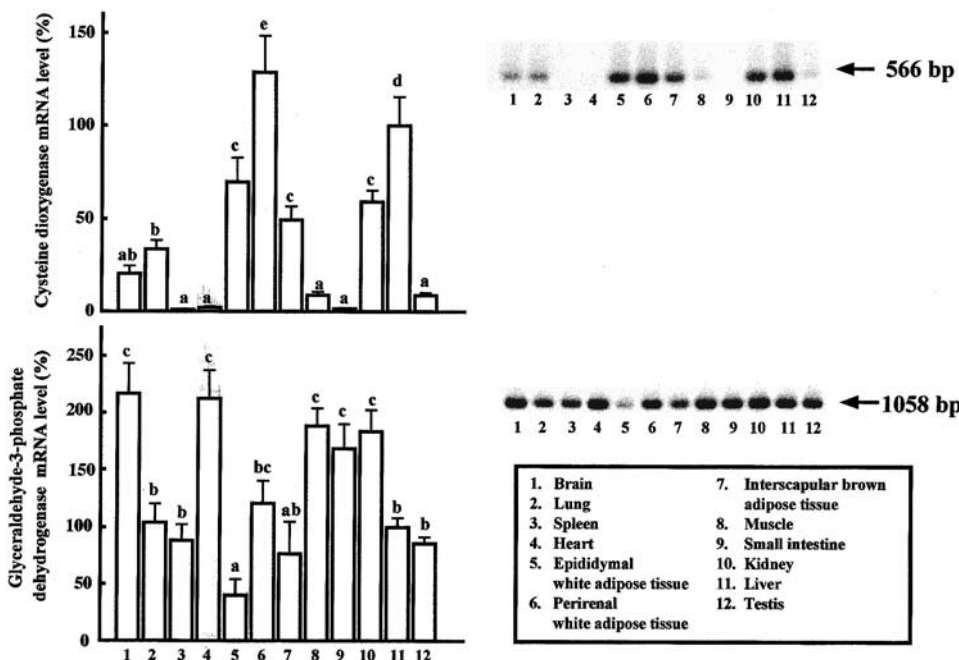 Cysteine dioxygenase mRNA level (%)
150
100
50
0
ab
b
a
a
c
e
c
a
a
c
d
a
566 bp
1 2 3 4 5 6 7 8 9 10 11 12
Glyceraldehyde-3-phosphate
dehydrogenase mRNA level (%)
250
200
150
100
50
0
c
b
b
c
a
bc
ab
c
c
c
b
b
1 2 3 4 5 6 7 8 9 10 11 12
1058 bp
1 2 3 4 5 6 7 8 9 10 11 12
1. Brain
2. Lung
3. Spleen
4. Heart
5. Epididymal
white adipose tissue
6. Perirenal
white adipose tissue
7. Interscapular brown
adipose tissue
8. Muscle
9. Small intestine
10. Kidney
11. Liver
12. Testis